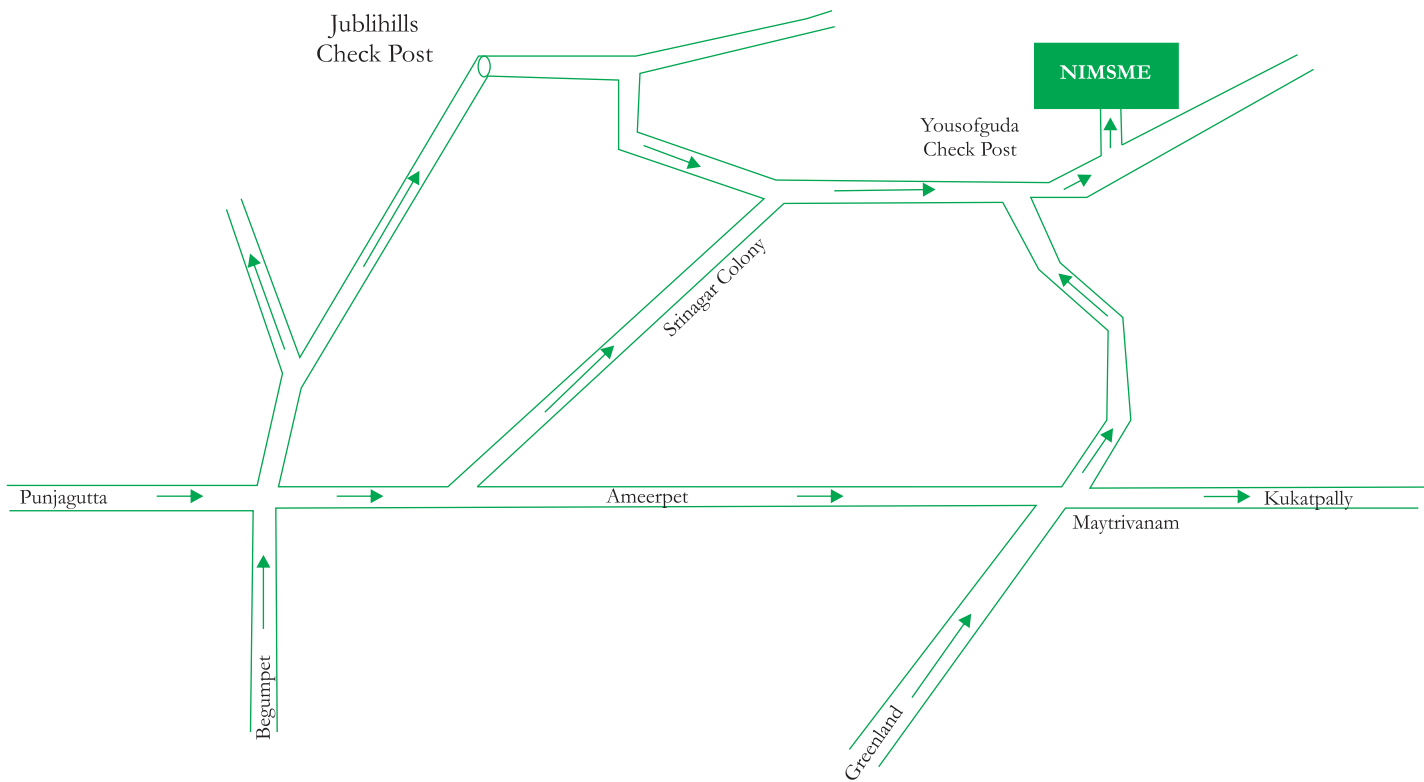 Jublihills
Check Post
NIMSME
Yousofguda
Check Post
Srinagar Colony
Punjagutta
Ameerpet
Kukatpally
Maytrivanam
Begumpet
Greenland